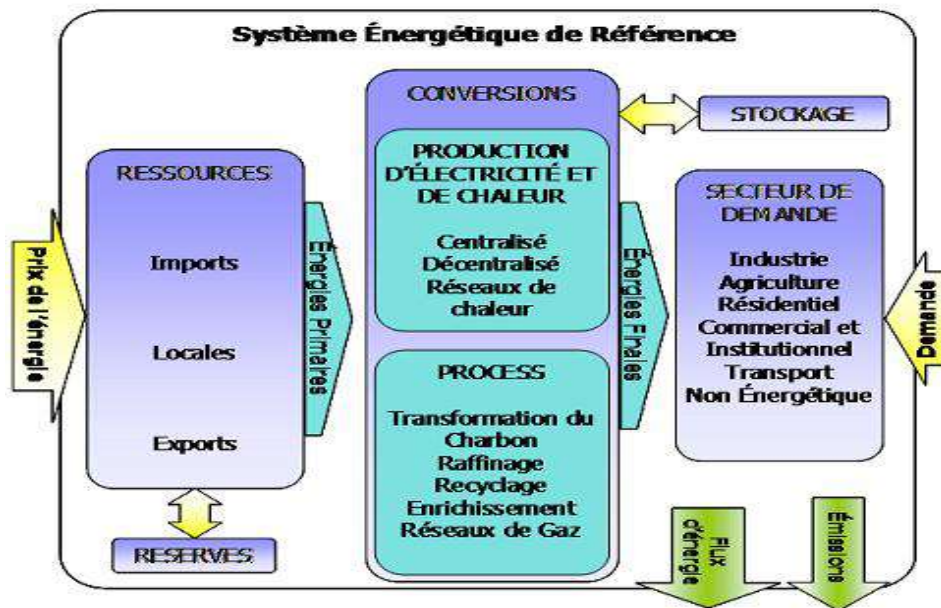 Système Énergétique de Référence
Prix de l'énergie
RESSOURCES
Imports
Locales
Exports
RESERVES
Énergies Primaires
CONVERSIONS
PRODUCTION
D'ÉLECTRICITÉ ET
DE CHALEUR
Centralisé
Décentralisé
Réseaux de
chaleur
PROCESS
Transformation du
Charbon
Raffinage
Recyclage
Enrichissement
Réseaux de Gaz
Énergies Finales
STOCKAGE
SECTEUR DE
DEMANDE
Industrie
Agriculture
Résidentiel
Commercial et
Institutionnel
Transport
Non Énergétique
Demande
Flux
d'énergie
Émissions